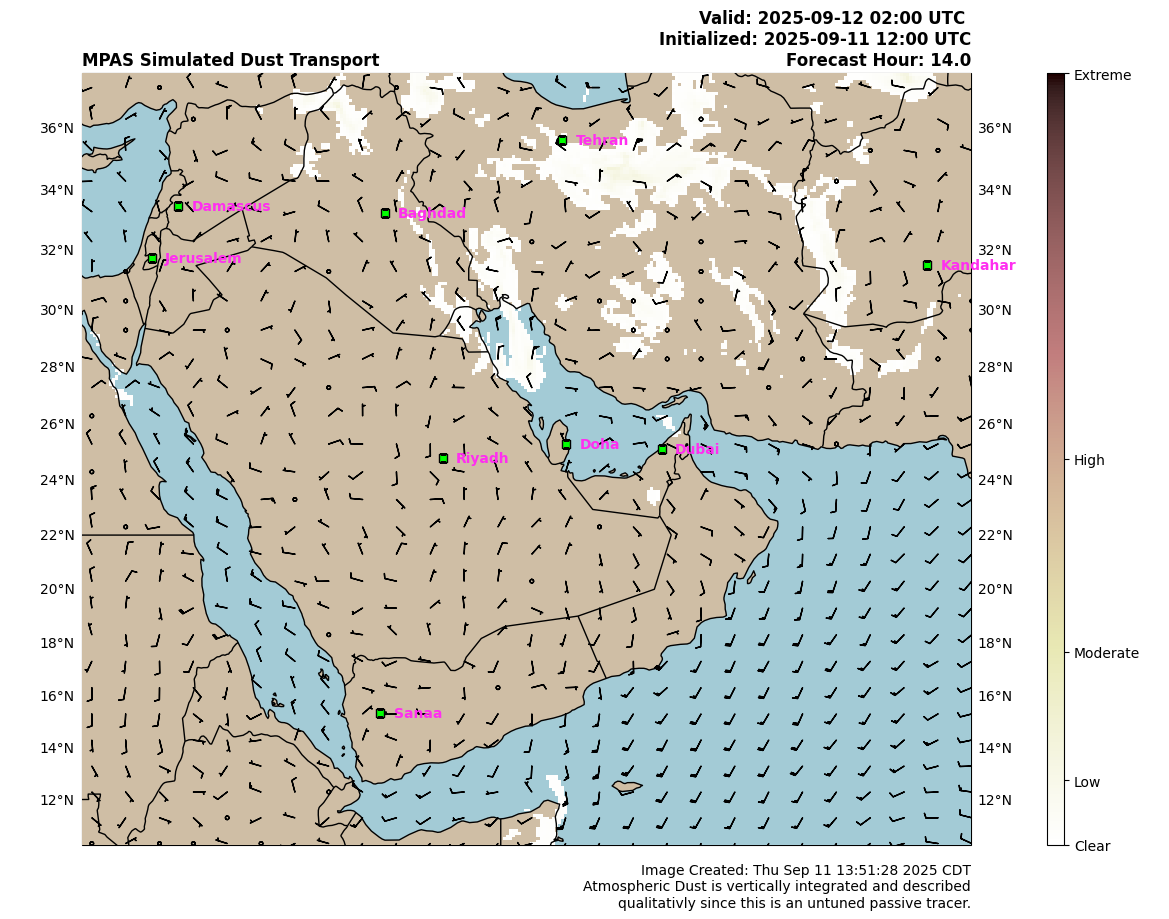 Valid: 2025-09-12 02:00 UTC
Initialized: 2025-09-11 12:00 UTC
MPAS Simulated Dust Transport
Forecast Hour: 14.0
Extreme
36°N
Tehran
36°N
34°N
34°N
Damascus
Baghdad
32°N
32°N
Jerusalem
Kandahar
30°N
30°N
28°N
28°N
26°N
26°N
Doha
Dubai
Riyadh
High
24°N
24°N
22°N
22°N
20°N
20°N
18°N
18°N
Moderate
16°N
16°N
Sanaa
14°N
14°N
Low
12°N
12°N
Clear
Image Created: Thu Sep 11 13:51:28 2025 CDT
Atmospheric Dust is vertically integrated and described
qualitativly since this is an untuned passive tracer.